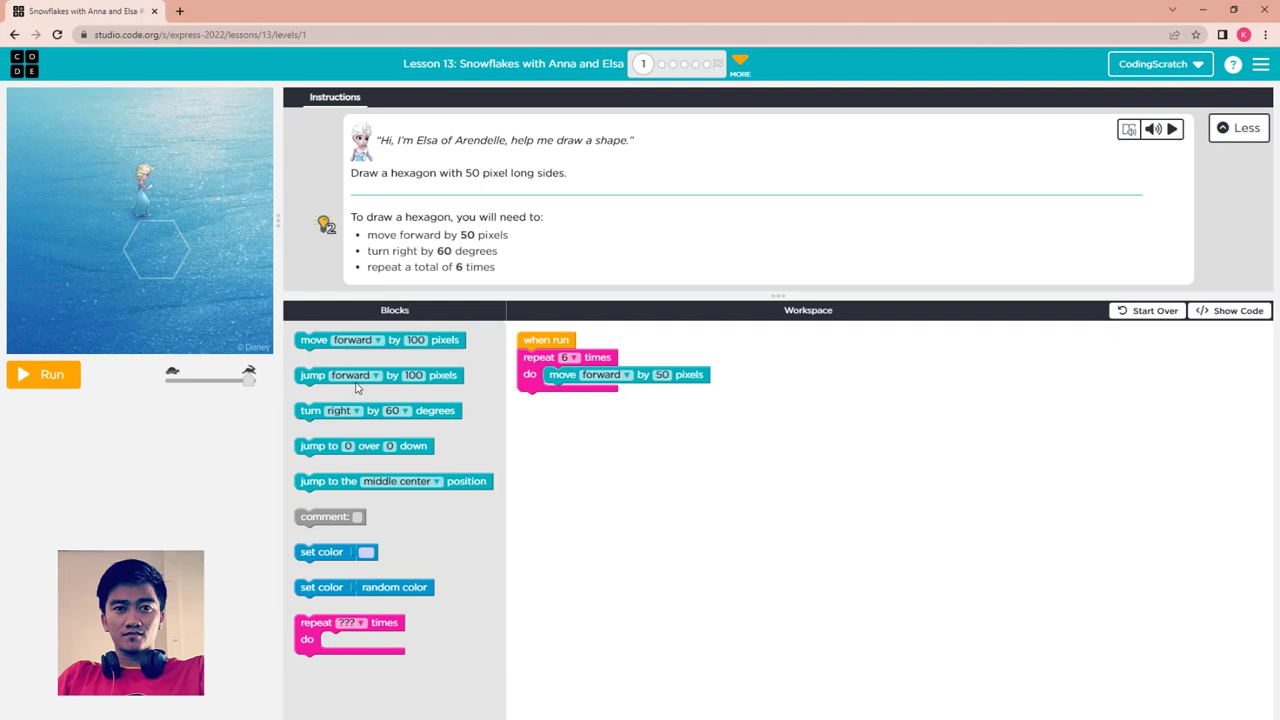 Snowflakes with Anna and Elsa #
studio.code.org/s/express-2022/lessons/13/levels/1
K
C O
D E
Lesson 13: Snowflakes with Anna and Elsa
1
MORE
CodingScratch
?
Instructions
"Hi, I'm Elsa of Arendelle, help me draw a shape."
Less
Draw a hexagon with 50 pixel long sides.
2
To draw a hexagon, you will need to:
• move forward by 50 pixels
• turn right by 60 degrees
• repeat a total of 6 times
© Disney
Run
Blocks
Workspace
Start Over
</> Show Code
move forward by 100 pixels
jump forward by 100 pixels
turn right by 60 degrees
jump to 0 over 0 down
jump to the middle center position
comment:
set color
set color random color
repeat ??? times
do
when run
repeat 6 times
do move forward by 50 pixels